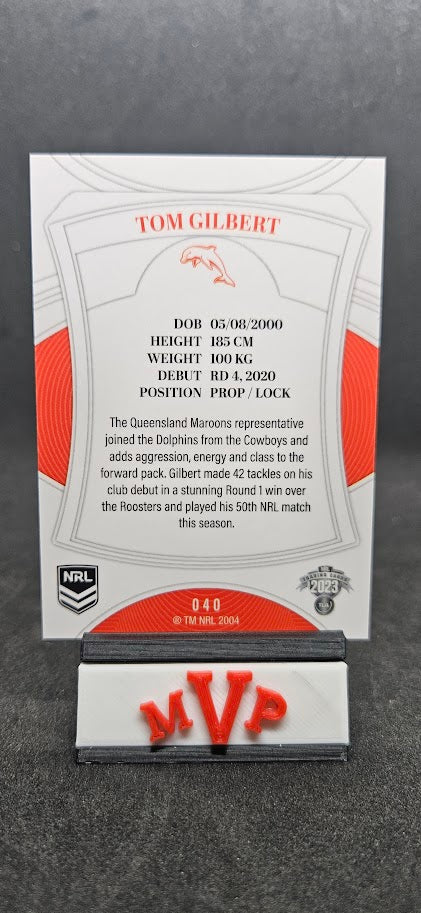 TOM GILBERT
DOB 05/08/2000
HEIGHT 185 CM
WEIGHT 100 KG
DEBUT RD 4, 2020
POSITION PROP / LOCK
The Queensland Maroons representative
joined the Dolphins from the Cowboys and
adds aggression, energy and class to the
forward pack. Gilbert made 42 tackles on his
club debut in a stunning Round 1 win over
the Roosters and played his 50th NRL match
this season.
NRL
TRADING CARDS
2023
TLA
040
© TM NRL 2004
MVP